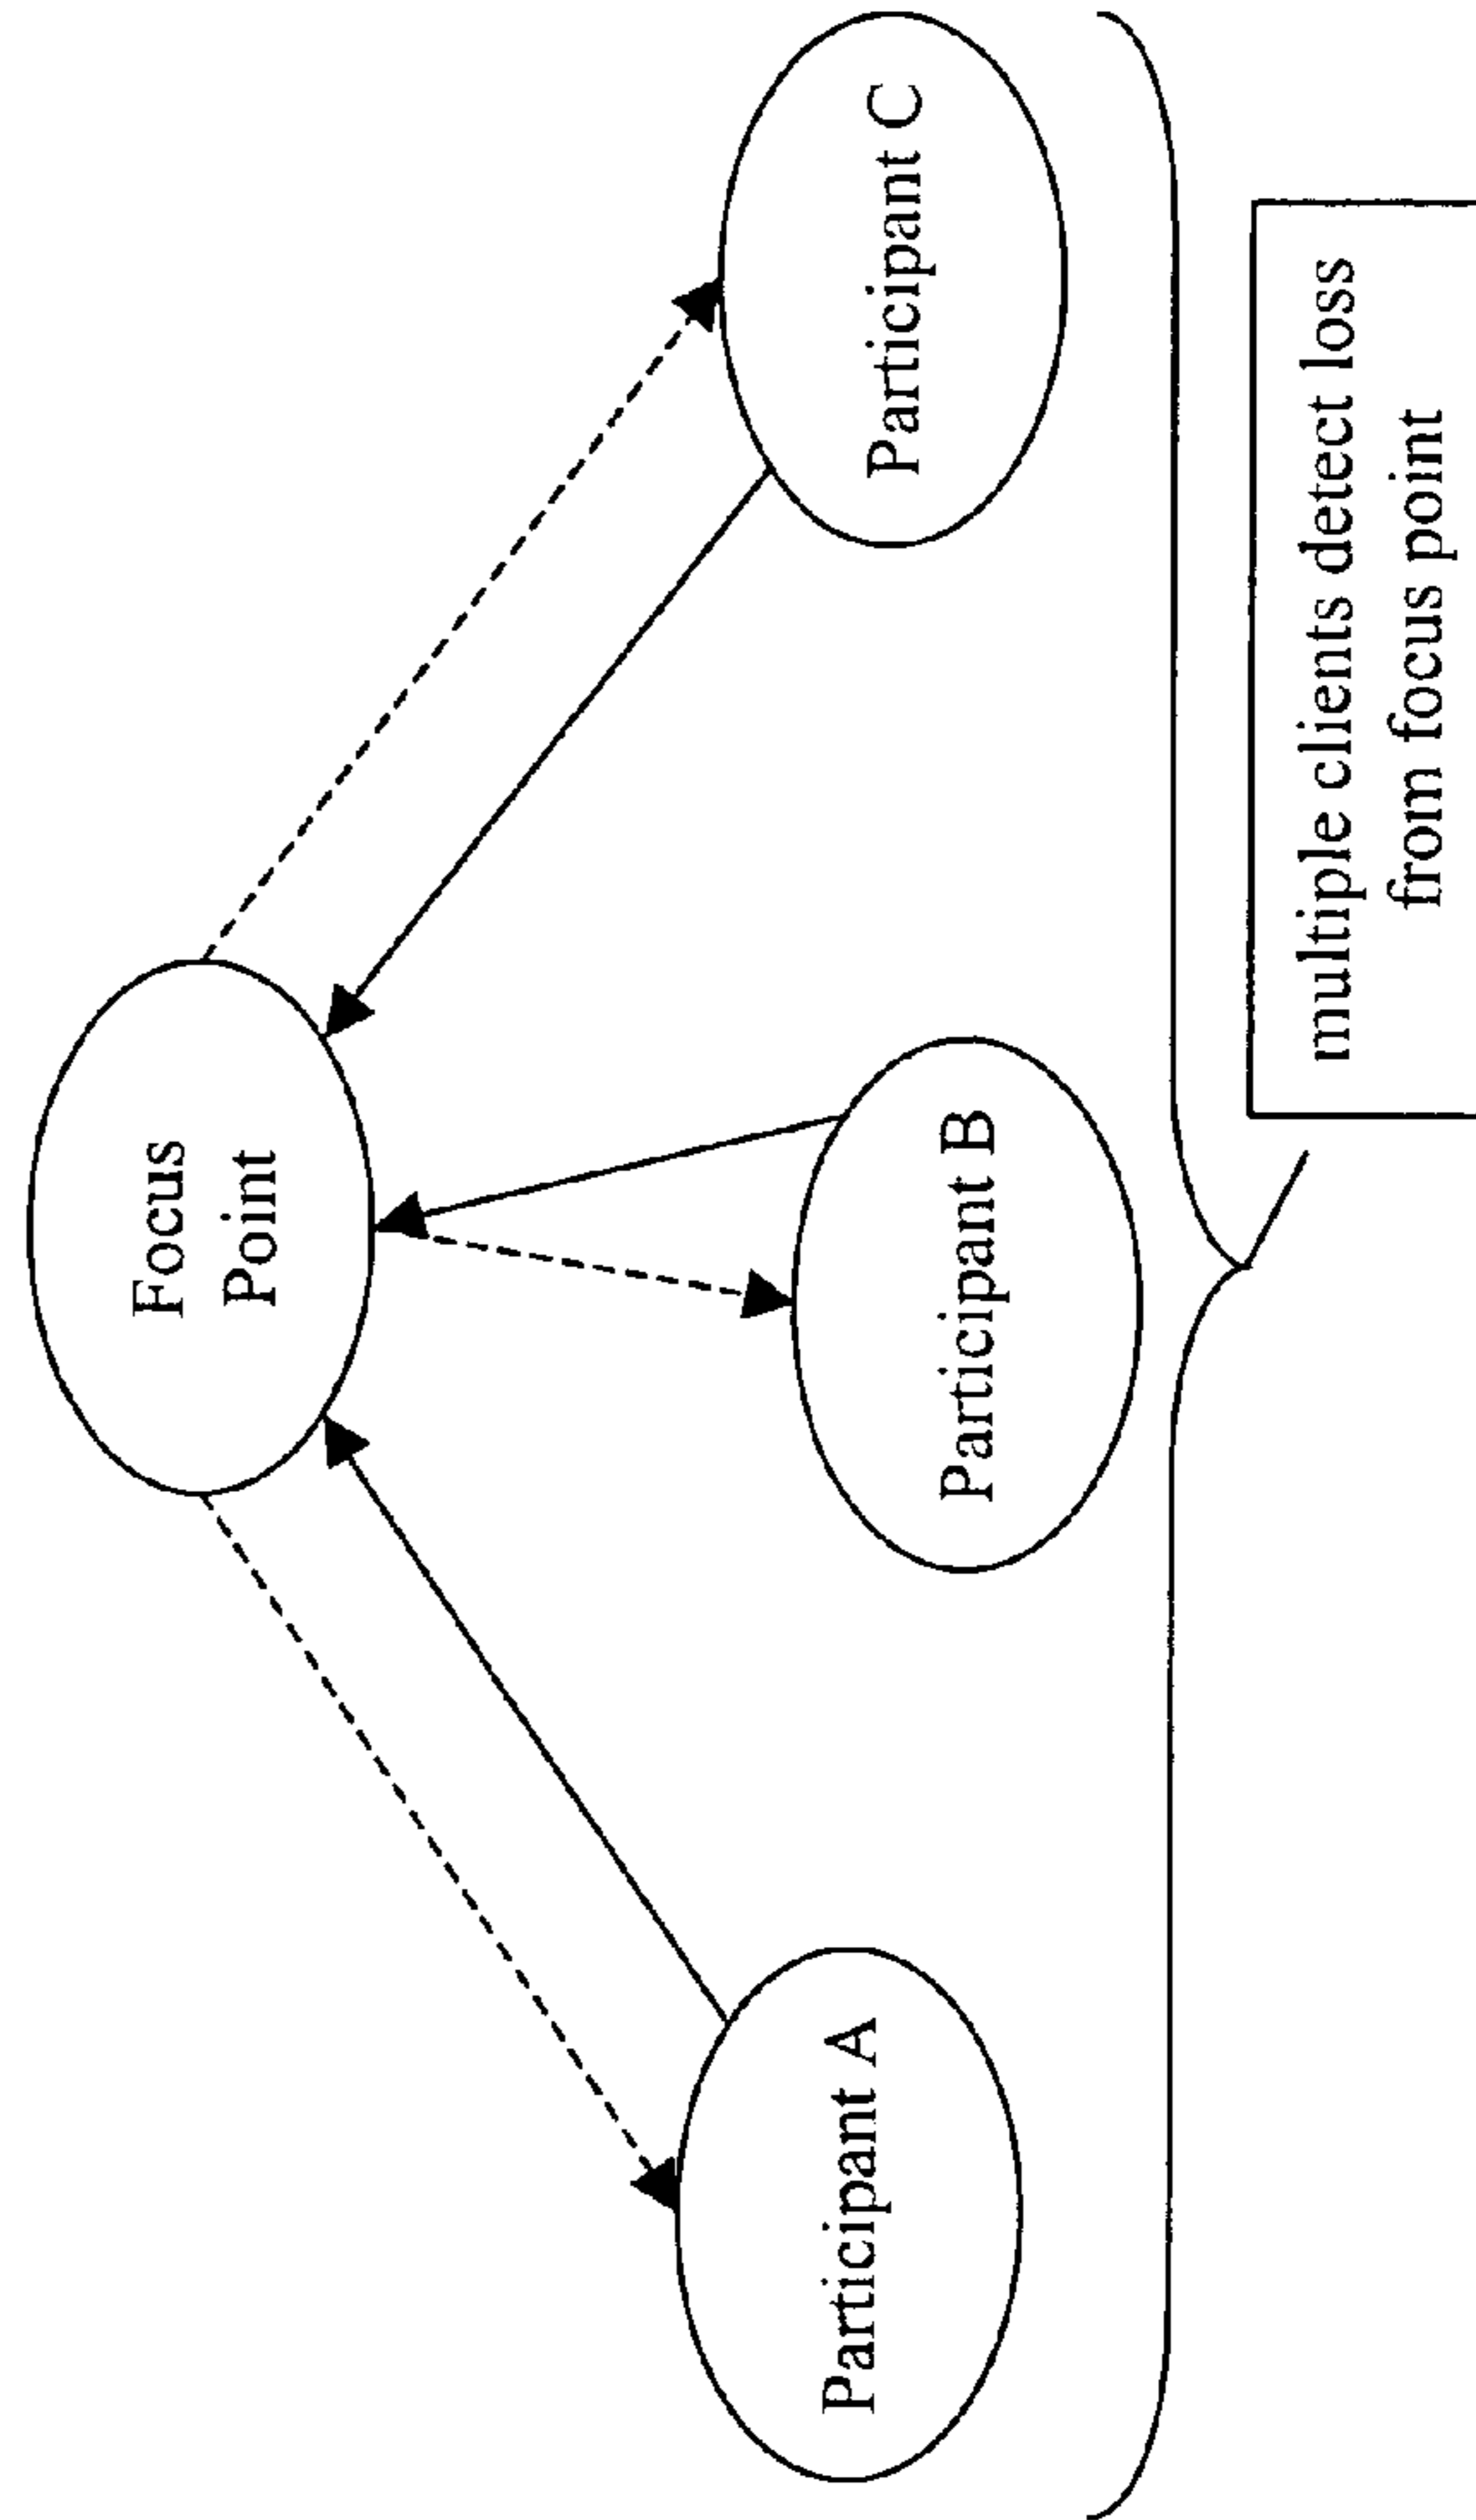 Focus
Point
Participant A
Participant B
Participant C
multiple clients detect loss
from focus point